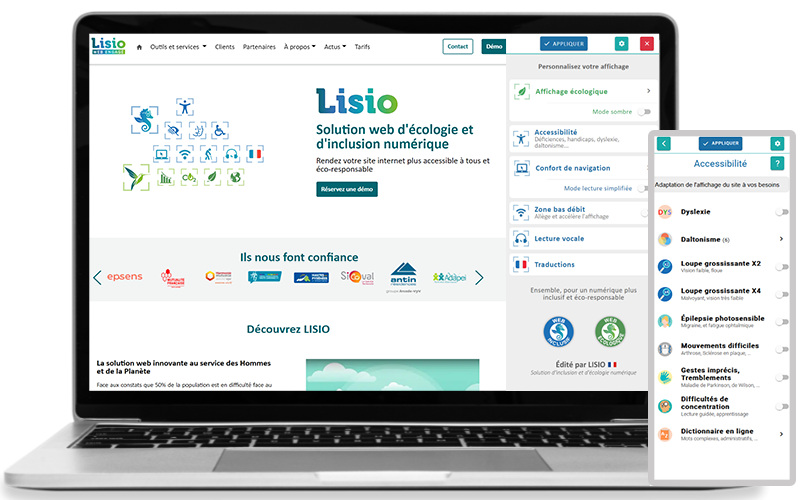 Lisio
WEB ENGAGÉ
Outils et services
Clients
Partenaires
À propos
Actus
Tarifs
Contact
Démo
Lisio
Solution web d'écologie et
d'inclusion numérique
Rendez votre site internet plus accessible à tous et
éco-responsable
Réservez une démo
Ils nous font confiance
epsens
MUTUALITÉ
FRANÇAISE
Sicoval
antin
résidences
Adapei
Découvrez LISIO
La solution web innovante au service des Hommes
et de la Planète
Face aux constats que 50% de la population est en difficulté face au
APPLIQUER
Personnalisez votre affichage
Affichage écologique
Mode sombre
Accessibilité
Déficiences, handicaps, dyslexie,
daltonisme...
Confort de navigation
Mode lecture simplifiée
Zone bas débit
Allège et accélère l'affichage
Lecture vocale
Traductions
Ensemble, pour un numérique plus
inclusif et éco-responsable
WEB
INCLUSIF
WEB
ÉCOLOGIQUE
Édité par LISIO
Solution d'inclusion et d'écologie numérique
APPLIQUER
Accessibilité
?
Adaptation de l'affichage du site à vos besoins
DYS
Dyslexie
Daltonisme (6)
Loupe grossissante X2
Vision faible, floue
Loupe grossissante X4
Malvoyant, vision très faible
Épilepsie photosensible
Migraine, et fatigue ophtalmique
Mouvements difficiles
Arthrose, Sclérose en plaque, ...
Gestes imprécis,
Tremblements
Maladie de Parkinson, de Wilson, ...
Difficultés de
concentration
Lecture guide, apprentissage
Dictionnaire en ligne
Mots complexes, administratifs, ...